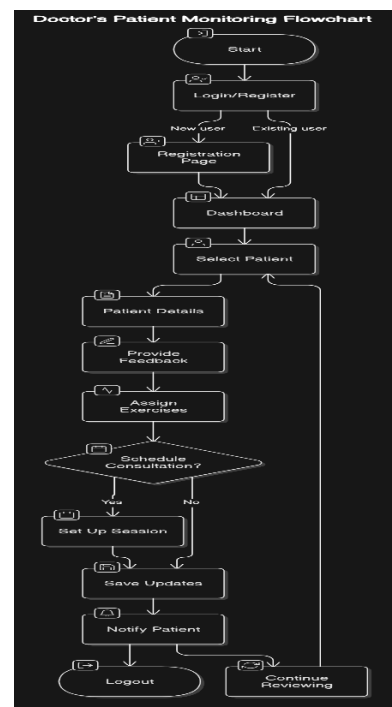 Doctor's Patient Monitoring Flowchart
Start
Login/Register
New user
Existing user
Registration
Page
Dashboard
Select Patient
Patient Details
Provide
Feedback
Assign
Exercises
Schedule
Consultation?
Yes
No
Set Up Session
Save Updates
Notify Patient
Logout
Continue
Reviewing